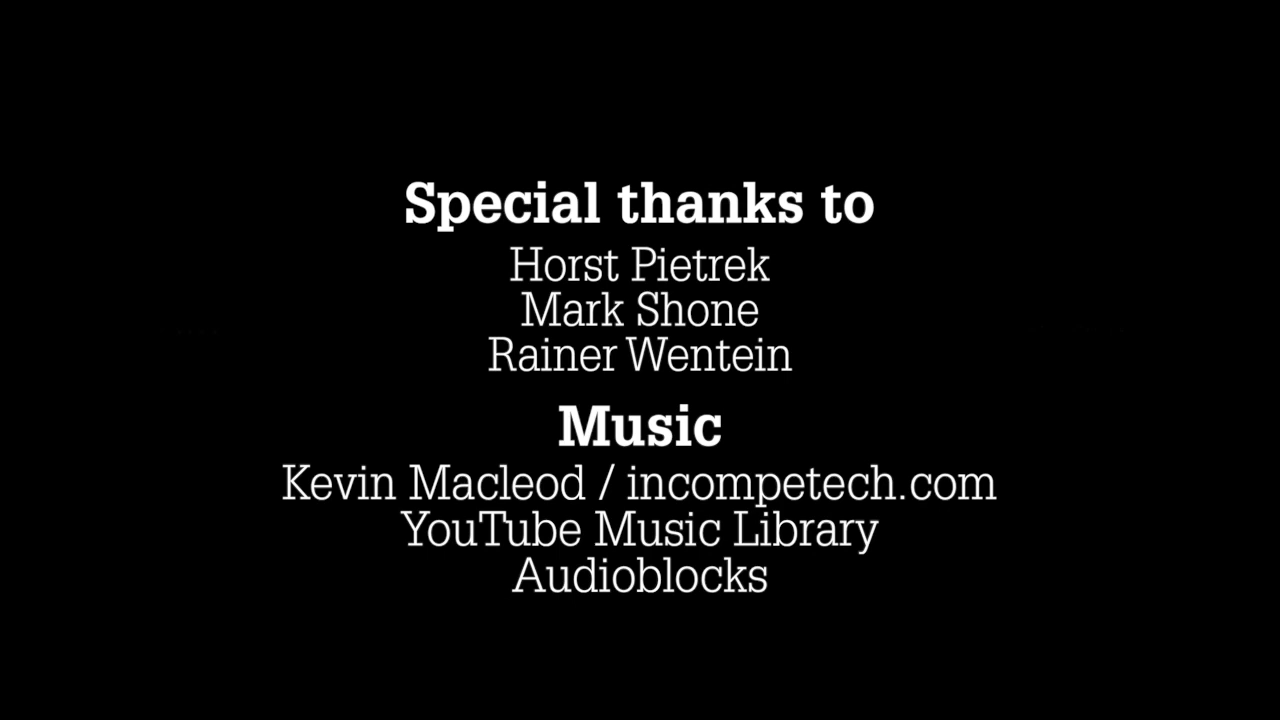 Special thanks to
Horst Pietrek
Mark Shone
Rainer Wentein
Music
Kevin Macleod / incompetech.com
YouTube Music Library
Audioblocks